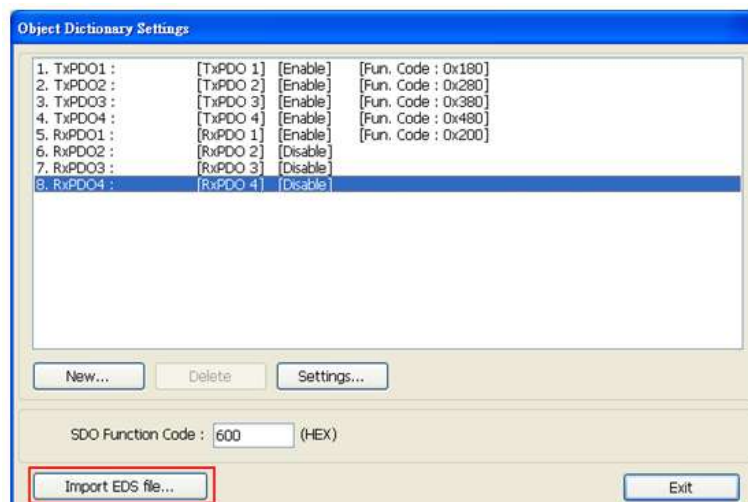 Object Dictionary Settings
1. TxPDO1 : [TxPDO 1] [Enable] [Fun. Code : 0x180]
2. TxPDO2 : [TxPDO 2] [Enable] [Fun. Code : 0x280]
3. TxPDO3 : [TxPDO 3] [Enable] [Fun. Code : 0x380]
4. TxPDO4 : [TxPDO 4] [Enable] [Fun. Code : 0x480]
5. RxPDO1 : [RxPDO 1] [Enable] [Fun. Code : 0x200]
6. RxPDO2 : [RxPDO 2] [Disable]
7. RxPDO3 : [RxPDO 3] [Disable]
8. RxPDO4 : [RxPDO 4] [Disable]
New... Delete Settings...
SDO Function Code : 600 (HEX)
Import EDS file... Exit